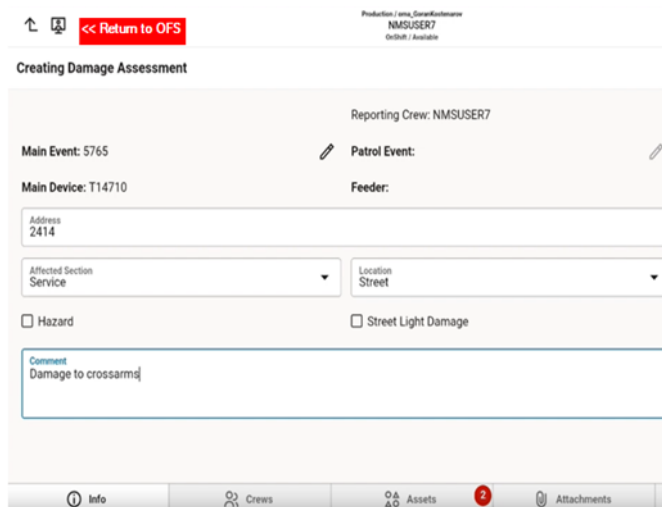 << Return to OFS
Production / oma_GoranKostenarov
NMSUSER7
OnShift / Available
Creating Damage Assessment
Reporting Crew: NMSUSER7
Main Event: 5765
Patrol Event:
Main Device: T14710
Feeder:
Address
2414
Affected Section
Service
Location
Street
Hazard
Street Light Damage
Comment
Damage to crossarms
Info
Crews
Assets
2
Attachments